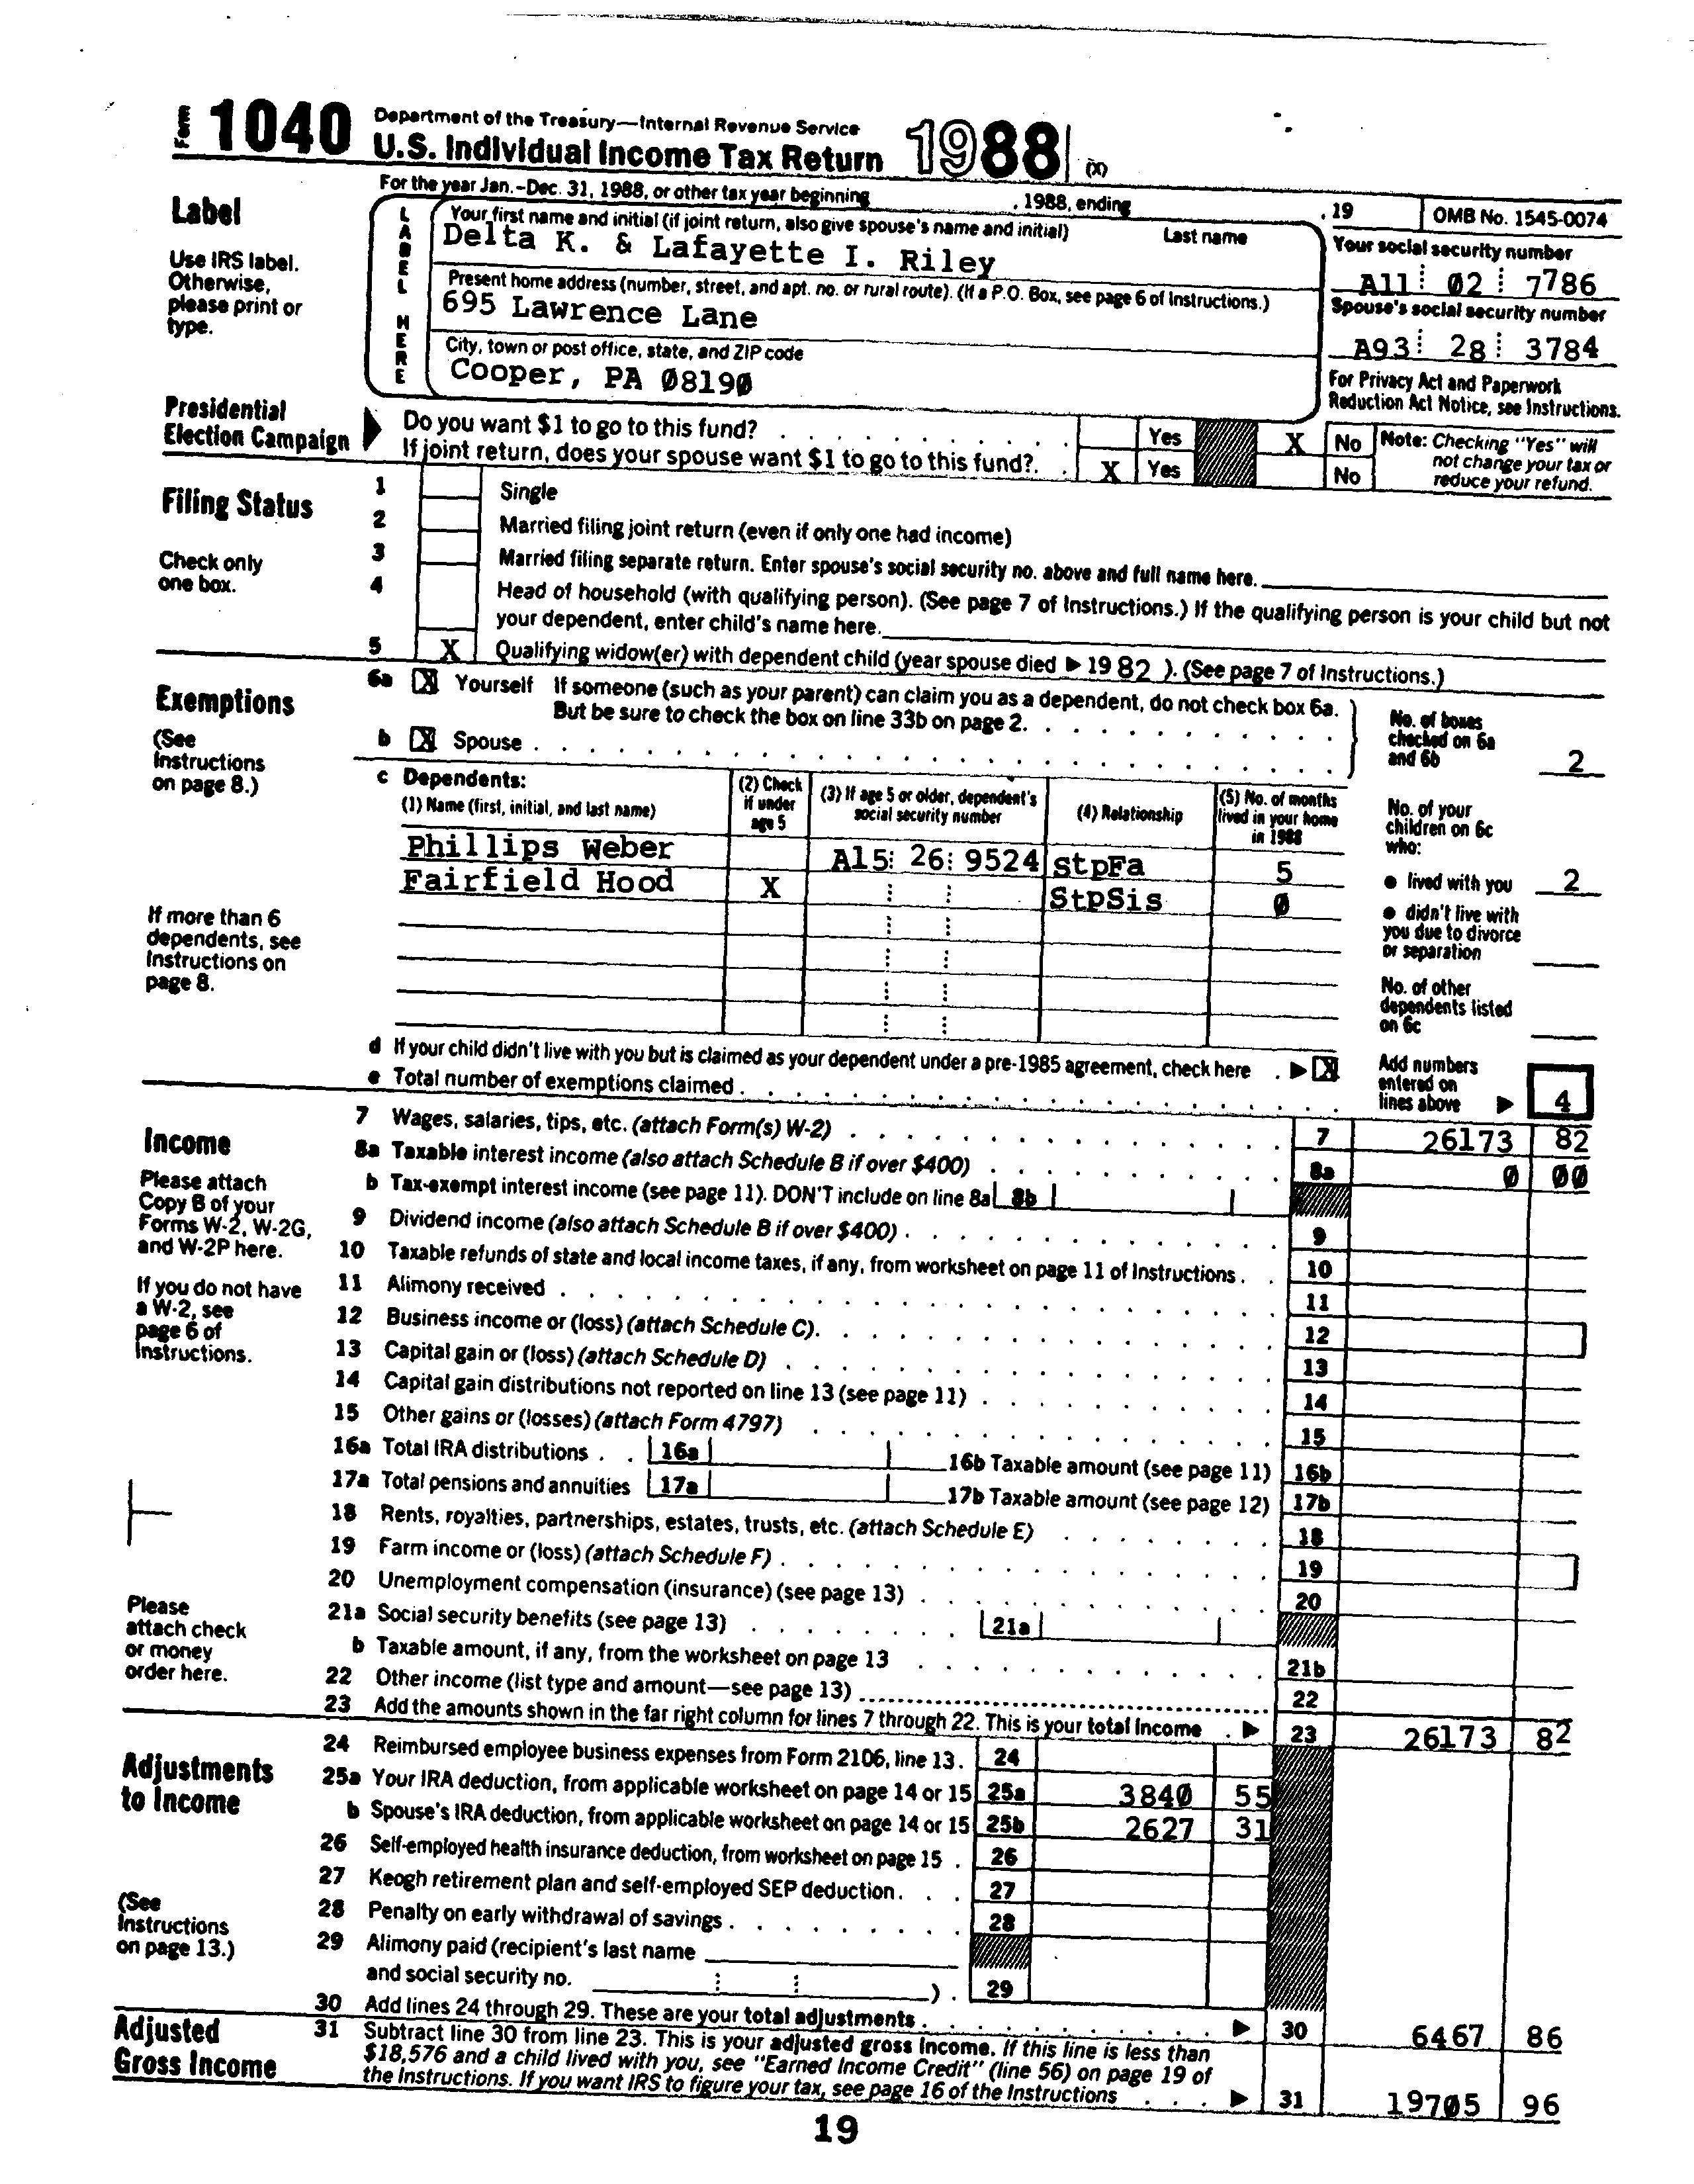 Form 1040 Department of the Treasury—Internal Revenue Service
U.S. Individual Income Tax Return 1988 (X)
For the year Jan.-Dec. 31, 1988, or other tax year beginning , 1988, ending , 19 OMB No. 1545-0074
Label
Use IRS label. Otherwise, please print or type.
LABEL HERE
Your first name and initial (if joint return, also give spouse's name and initial) Last name
Delta K. & Lafayette I. Riley
Your social security number
A11 02 7786
Present home address (number, street, and apt. no. or rural route). (If a P.O. Box, see page 6 of Instructions.)
695 Lawrence Lane
Spouse's social security number
A93 28 3784
City, town or post office, state, and ZIP code
Cooper, PA 08190
For Privacy Act and Paperwork Reduction Act Notice, see Instructions.
Presidential Election Campaign
Do you want $1 to go to this fund? Yes X No
If joint return, does your spouse want $1 to go to this fund? X Yes No
Note: Checking "Yes" will not change your tax or reduce your refund.
Filing Status
Check only one box.
1 Single
2 Married filing joint return (even if only one had income)
3 Married filing separate return. Enter spouse's social security no. above and full name here.
4 Head of household (with qualifying person). (See page 7 of Instructions.) If the qualifying person is your child but not
your dependent, enter child's name here.
5 X Qualifying widow(er) with dependent child (year spouse died ▶ 19 82 ). (See page 7 of Instructions.)
Exemptions
(See Instructions on page 8.)
6a X Yourself If someone (such as your parent) can claim you as a dependent, do not check box 6a.
But be sure to check the box on line 33b on page 2.
b X Spouse
No. of boxes checked on 6a and 6b 2
c Dependents:
(1) Name (first, initial, and last name) (2) Check if under age 5 (3) If age 5 or older, dependent's social security number (4) Relationship (5) No. of months lived in your home in 1988
Phillips Weber A15 26 9524 StpFa 5
Fairfield Hood X StpSis 0
If more than 6 dependents, see Instructions on page 8.
No. of your children on 6c who:
● lived with you 2
● didn't live with you due to divorce or separation
No. of other dependents listed on 6c
d If your child didn't live with you but is claimed as your dependent under a pre-1985 agreement, check here ▶ X
e Total number of exemptions claimed
Add numbers entered on lines above ▶ 4
Income
Please attach Copy B of your Forms W-2, W-2G, and W-2P here.
If you do not have a W-2, see page 6 of Instructions.
7 Wages, salaries, tips, etc. (attach Form(s) W-2) 7 26173 82
8a Taxable interest income (also attach Schedule B if over $400) 8a 0 00
b Tax-exempt interest income (see page 11). DON'T include on line 8a 8b
9 Dividend income (also attach Schedule B if over $400) 9
10 Taxable refunds of state and local income taxes, if any, from worksheet on page 11 of Instructions 10
11 Alimony received 11
12 Business income or (loss) (attach Schedule C) 12
13 Capital gain or (loss) (attach Schedule D) 13
14 Capital gain distributions not reported on line 13 (see page 11) 14
15 Other gains or (losses) (attach Form 4797) 15
16a Total IRA distributions 16a 16b Taxable amount (see page 11) 16b
17a Total pensions and annuities 17a 17b Taxable amount (see page 12) 17b
18 Rents, royalties, partnerships, estates, trusts, etc. (attach Schedule E) 18
19 Farm income or (loss) (attach Schedule F) 19
20 Unemployment compensation (insurance) (see page 13) 20
21a Social security benefits (see page 13) 21a
b Taxable amount, if any, from the worksheet on page 13 21b
22 Other income (list type and amount—see page 13) 22
23 Add the amounts shown in the far right column for lines 7 through 22. This is your total income ▶ 23 26173 82
Please attach check or money order here.
Adjustments to Income
(See Instructions on page 13.)
24 Reimbursed employee business expenses from Form 2106, line 13. 24
25a Your IRA deduction, from applicable worksheet on page 14 or 15 25a 3840 55
b Spouse's IRA deduction, from applicable worksheet on page 14 or 15 25b 2627 31
26 Self-employed health insurance deduction, from worksheet on page 15 26
27 Keogh retirement plan and self-employed SEP deduction 27
28 Penalty on early withdrawal of savings 28
29 Alimony paid (recipient's last name
and social security no. ) 29
30 Add lines 24 through 29. These are your total adjustments ▶ 30 6467 86
Adjusted Gross Income
31 Subtract line 30 from line 23. This is your adjusted gross income. If this line is less than
$18,576 and a child lived with you, see "Earned Income Credit" (line 56) on page 19 of
the Instructions. If you want IRS to figure your tax, see page 16 of the Instructions ▶ 31 19705 96
19